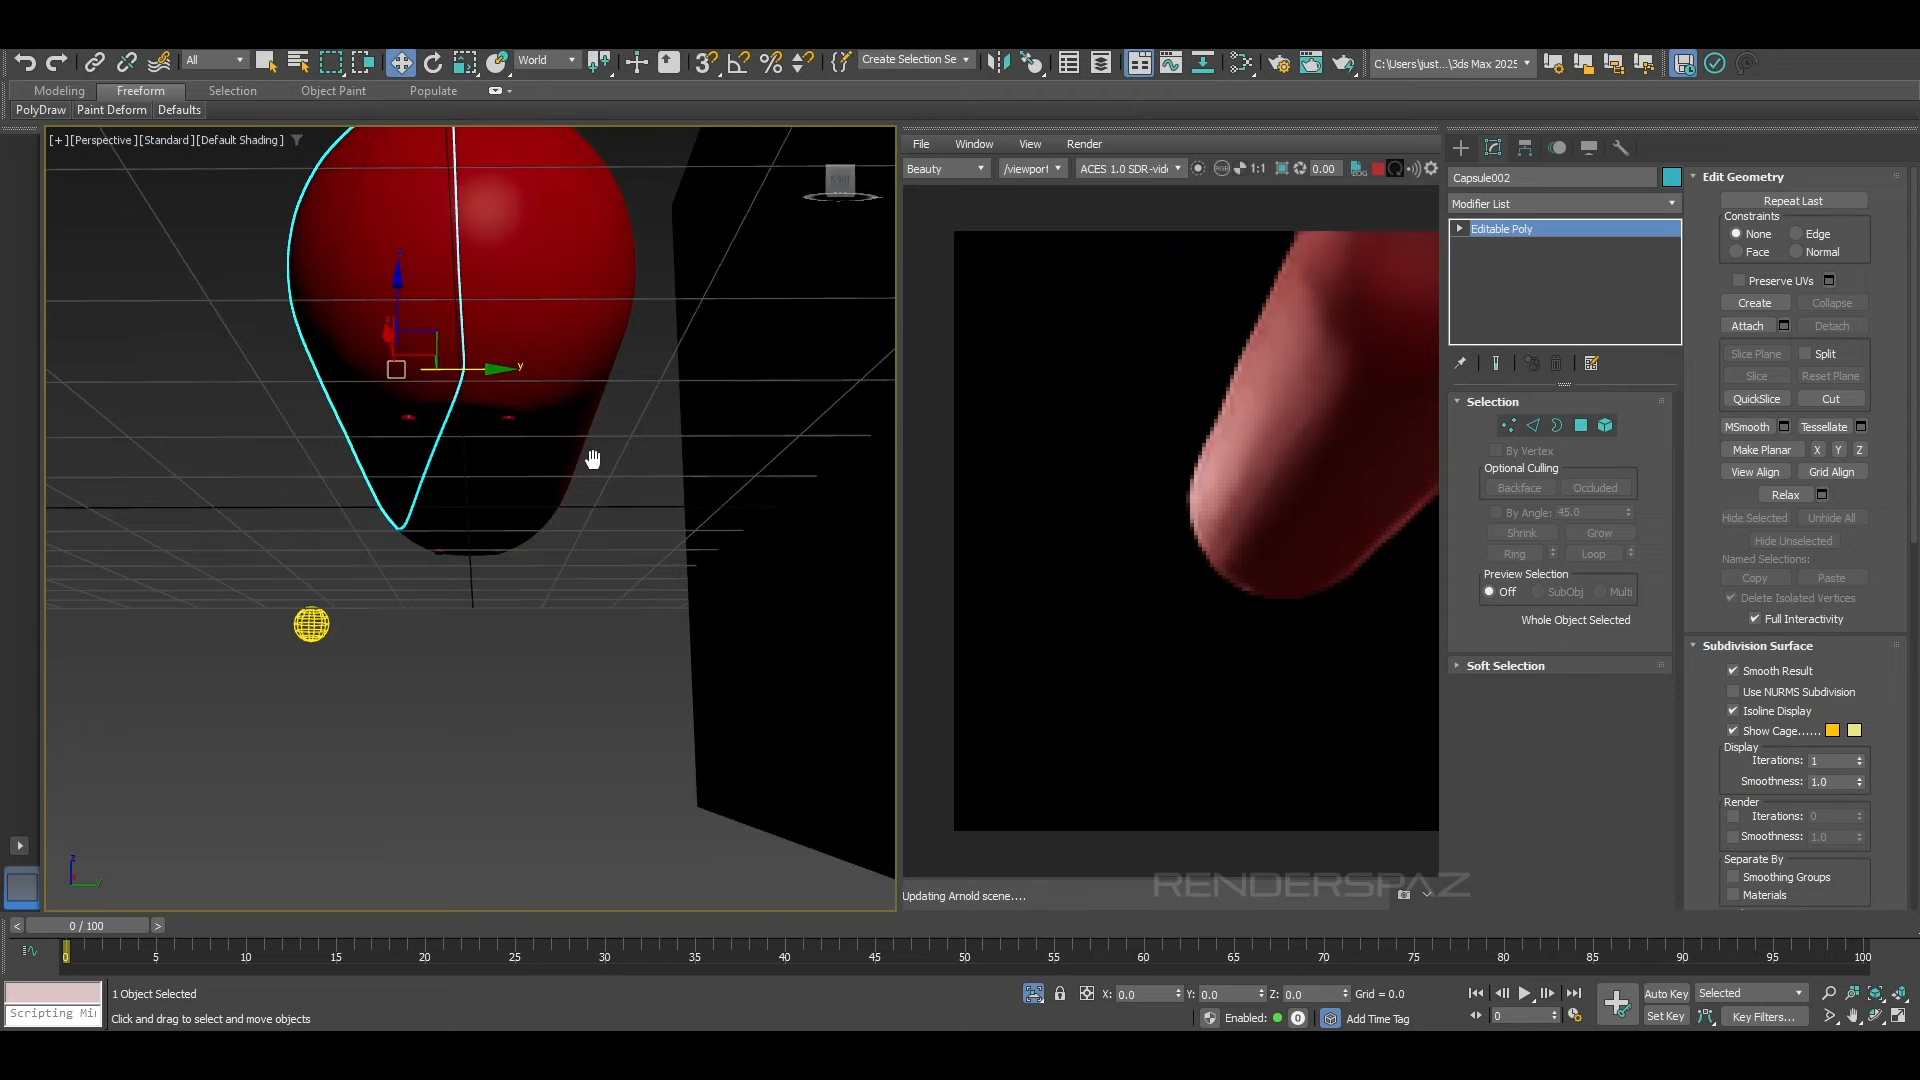 All
World
Create Selection Se
C:\Users\just...\3ds Max 2025
Modeling Freeform Selection Object Paint Populate
PolyDraw Paint Deform Defaults
[+][Perspective][Standard][Default Shading]
RIGHT
z
y
x
z
y
File Window View Render
Beauty /viewport ACES 1.0 SDR-vid 1:1 0.00 LOG
RGB
Updating Arnold scene....
RENDERSPAZ
Capsule002
Modifier List
Editable Poly
Selection
By Vertex
Optional Culling
Backface Occluded
By Angle: 45.0
Shrink Grow
Ring Loop
Preview Selection
Off SubObj Multi
Whole Object Selected
Soft Selection
Edit Geometry
Repeat Last
Constraints
None Edge
Face Normal
Preserve UVs
Create Collapse
Attach Detach
Slice Plane Split
Slice Reset Plane
QuickSlice Cut
MSmooth Tessellate
Make Planar X Y Z
View Align Grid Align
Relax
Hide Selected Unhide All
Hide Unselected
Named Selections:
Copy Paste
Delete Isolated Vertices
Full Interactivity
Subdivision Surface
Smooth Result
Use NURMS Subdivision
Isoline Display
Show Cage......
Display
Iterations: 1
Smoothness: 1.0
Render
Iterations: 0
Smoothness: 1.0
Separate By
Smoothing Groups
Materials
< 0 / 100 >
0 5 10 15 20 25 30 35 40 45 50 55 60 65 70 75 80 85 90 95 100
1 Object Selected
X: 0.0 Y: 0.0 Z: 0.0 Grid = 0.0
Auto Key Selected
Scripting Mi
Click and drag to select and move objects
Enabled: 0 Add Time Tag
0
Set Key Key Filters...